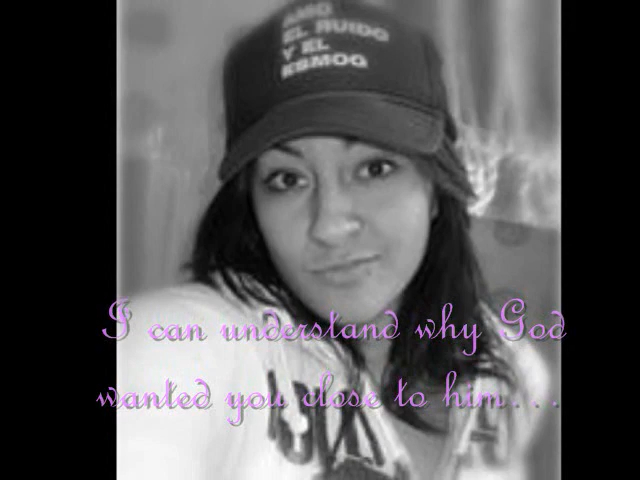 AMO
EL RUIDO
Y EL
ESMOG
I can understand why God
wanted you close to him...